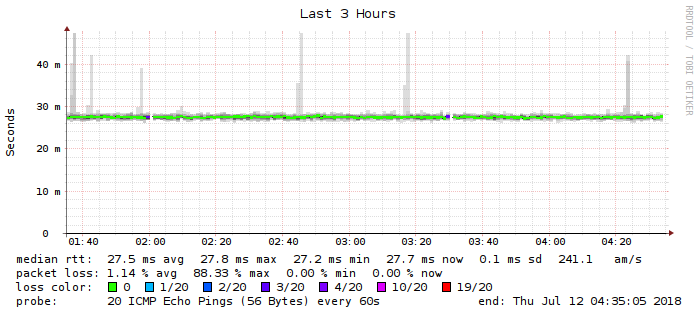 Last 3 Hours
RRDTOOL / TOBI OETIKER
Seconds
40 m
30 m
20 m
10 m
0
01:40 02:00 02:20 02:40 03:00 03:20 03:40 04:00 04:20
median rtt: 27.5 ms avg 27.8 ms max 27.2 ms min 27.7 ms now 0.1 ms sd 241.1 am/s
packet loss: 1.14 % avg 88.33 % max 0.00 % min 0.00 % now
loss color: 0 1/20 2/20 3/20 4/20 10/20 19/20
probe: 20 ICMP Echo Pings (56 Bytes) every 60s end: Thu Jul 12 04:35:05 2018